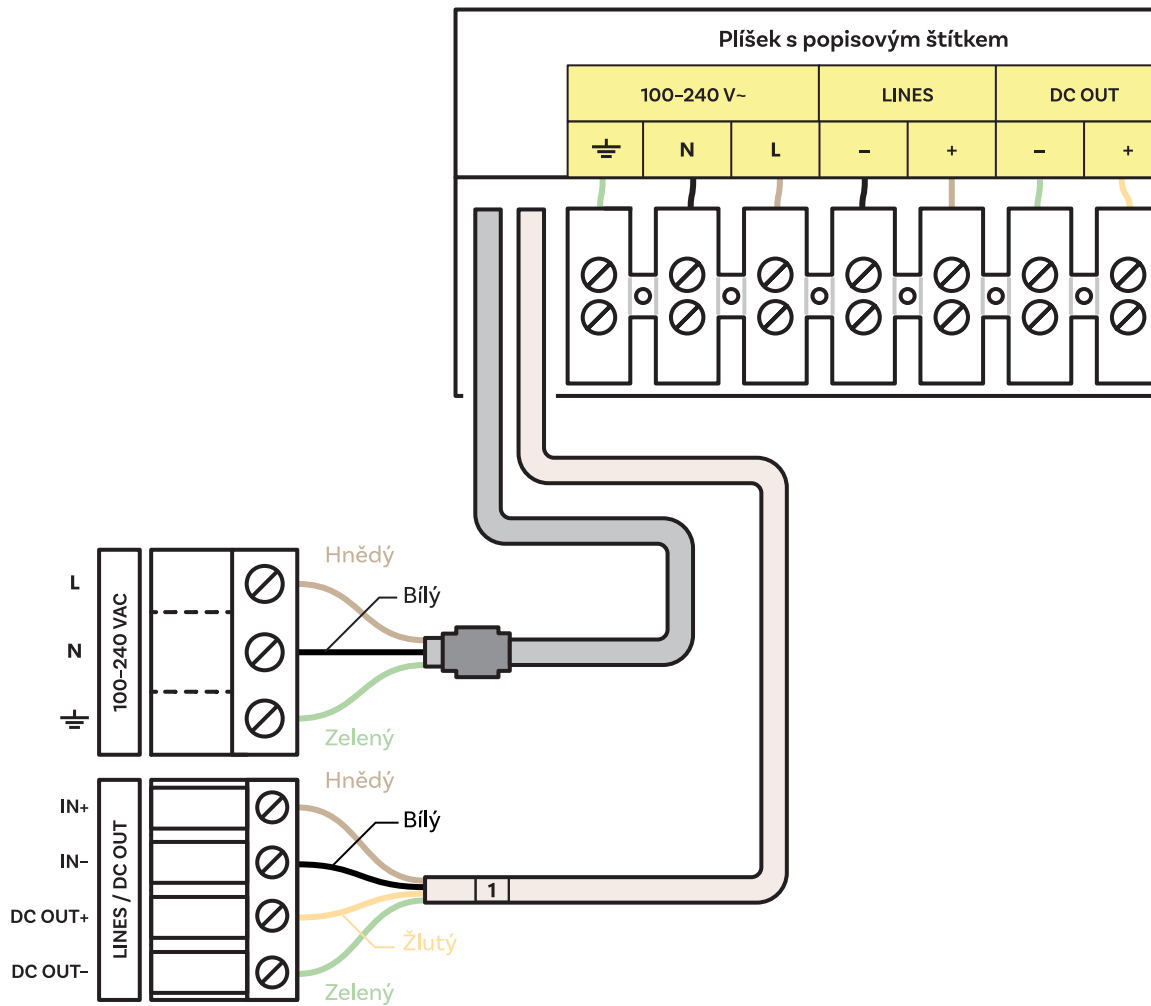 Plíšek s popisovým štítkem
100–240 V~ LINES DC OUT
N L – + – +
Hnědý
L
Bílý
N
100–240 VAC
Zelený
Hnědý
IN+
Bílý
IN–
LINES / DC OUT
1
DC OUT+
Žlutý
DC OUT–
Zelený